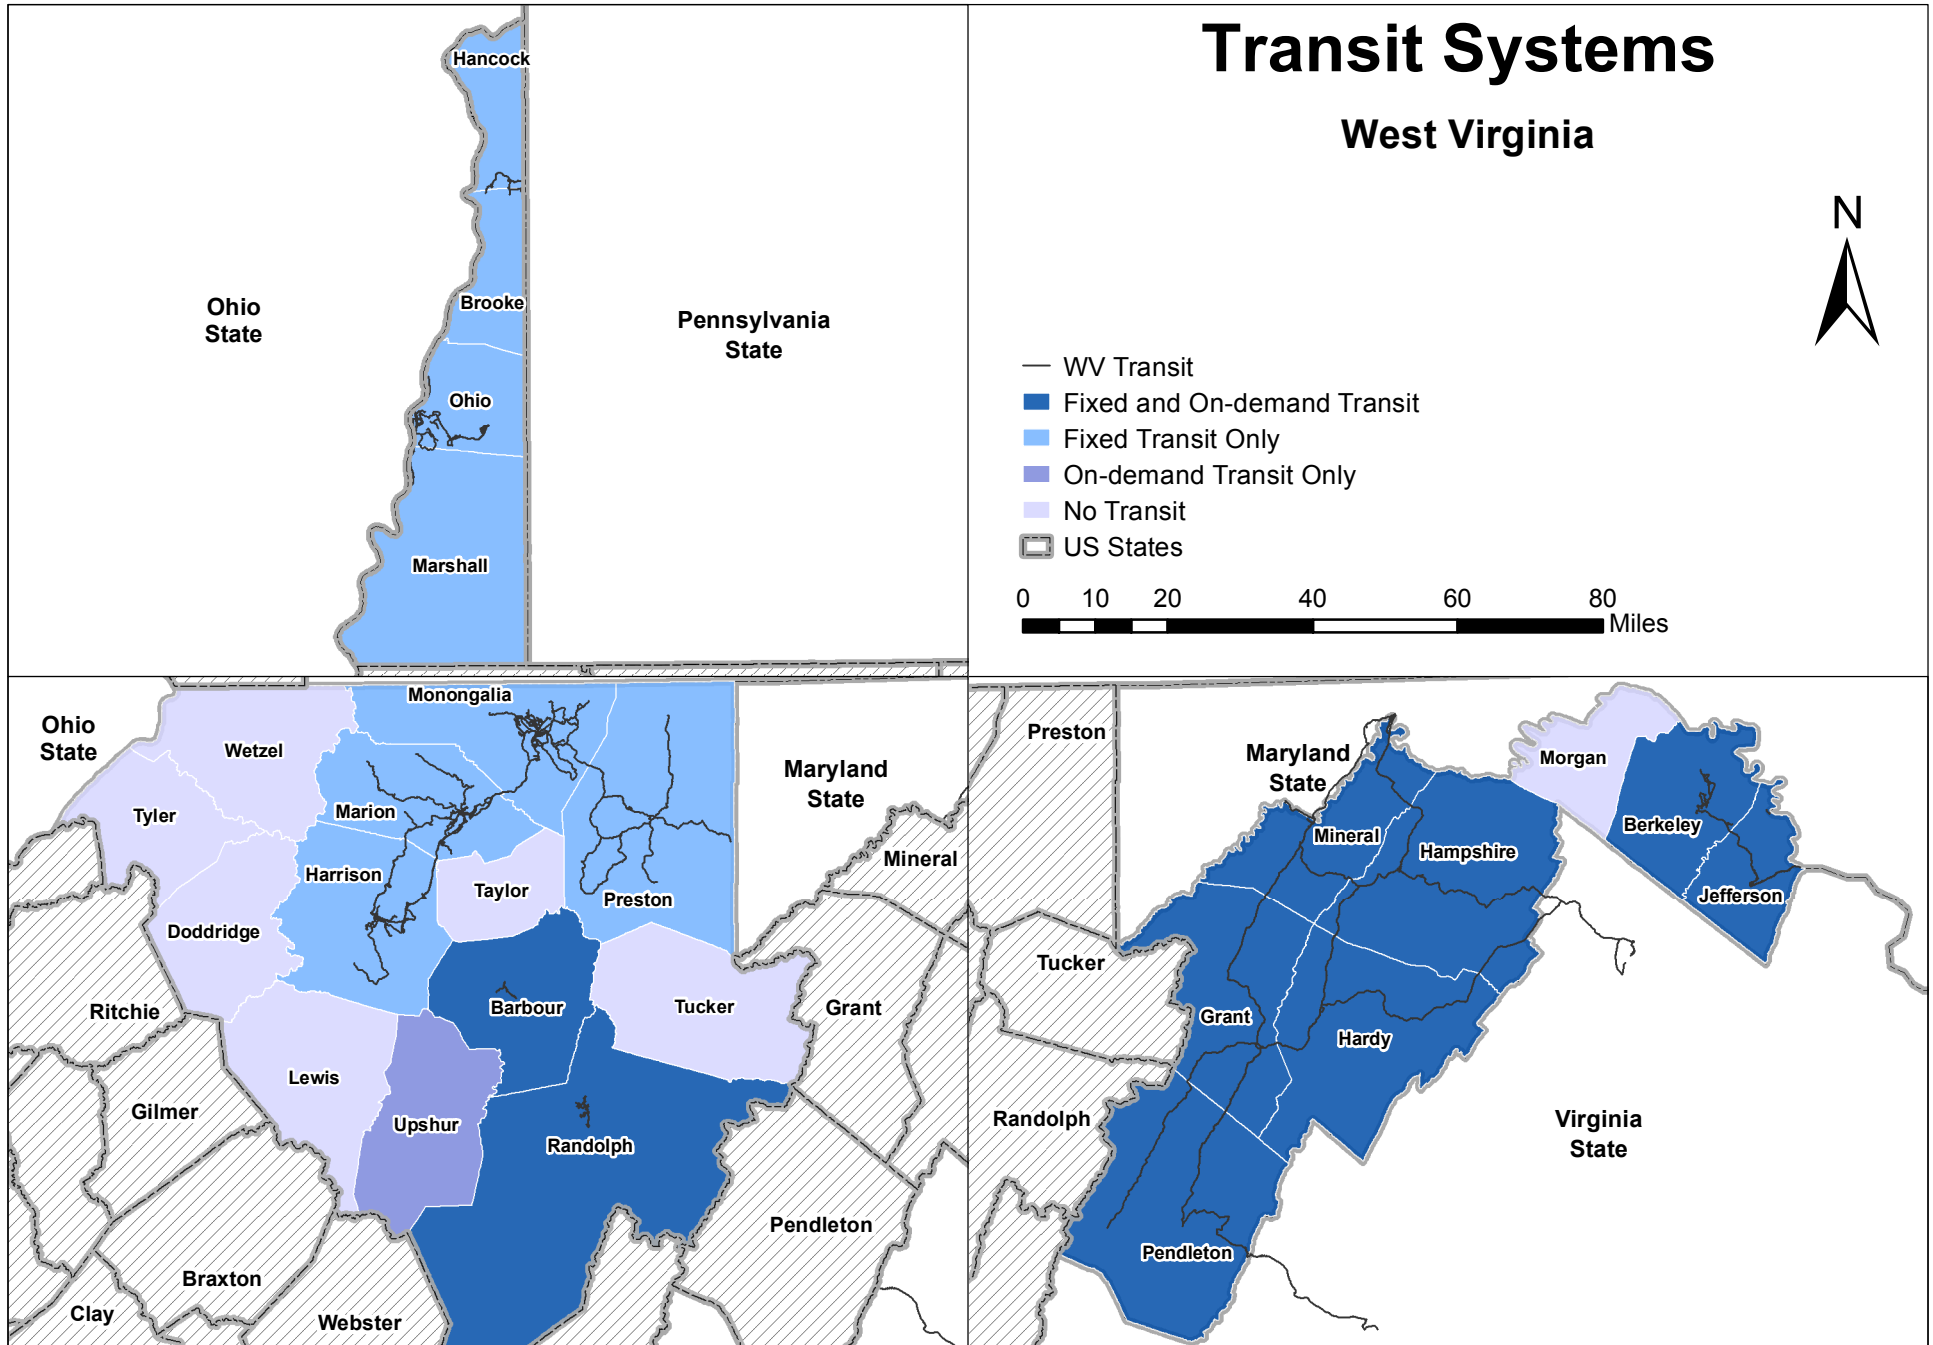 Transit Systems
West Virginia
N
WV Transit
Fixed and On-demand Transit
Fixed Transit Only
On-demand Transit Only
No Transit
US States
0 10 20 40 60 80
Miles
Hancock
Ohio
State
Brooke
Pennsylvania
State
Ohio
Marshall
Monongalia
Ohio
State
Wetzel
Maryland
State
Tyler
Marion
Mineral
Harrison
Taylor
Preston
Doddridge
Ritchie
Barbour
Tucker
Grant
Lewis
Gilmer
Upshur
Randolph
Pendleton
Braxton
Clay
Webster
Preston
Maryland
State
Morgan
Mineral
Berkeley
Hampshire
Jefferson
Tucker
Grant
Hardy
Randolph
Virginia
State
Pendleton